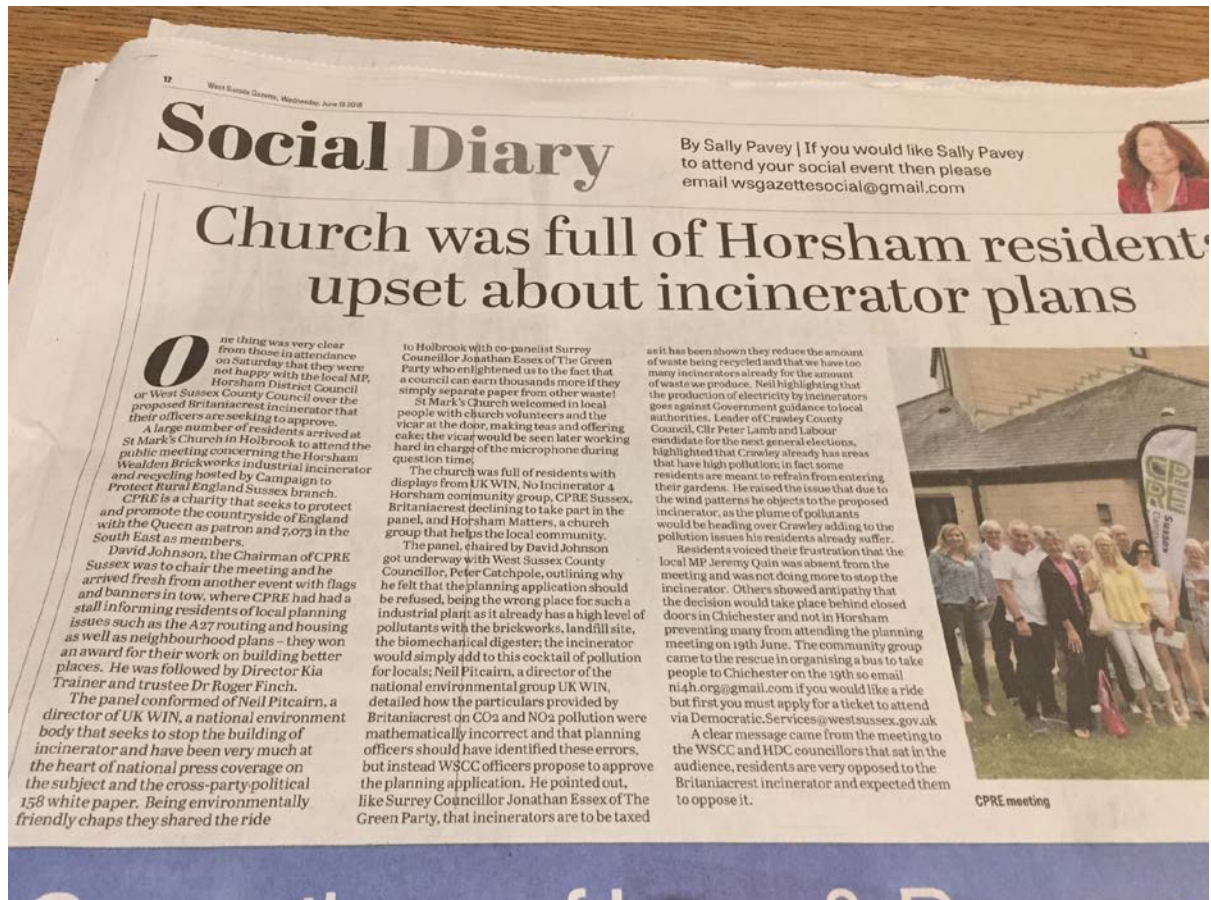 12
West Sussex Gazette, Wednesday, June 13 2018
Social Diary
By Sally Pavey | If you would like Sally Pavey
to attend your social event then please
email wsgazettesocial@gmail.com
Church was full of Horsham resident
upset about incinerator plans
One thing was very clear
from those in attendance
on Saturday that they were
not happy with the local MP,
Horsham District Council
or West Sussex County Council over the
proposed Britaniacrest incinerator that
their officers are seeking to approve.
A large number of residents arrived at
St Mark's Church in Holbrook to attend the
public meeting concerning the Horsham
Wealden Brickworks industrial incinerator
and recycling hosted by Campaign to
Protect Rural England Sussex branch.
CPRE is a charity that seeks to protect
and promote the countryside of England
with the Queen as patron and 7,073 in the
South East as members.
David Johnson, the Chairman of CPRE
Sussex was to chair the meeting and he
arrived fresh from another event with flags
and banners in tow, where CPRE had had a
stall informing residents of local planning
issues such as the A27 routing and housing
as well as neighbourhood plans – they won
an award for their work on building better
places. He was followed by Director Kia
Trainer and trustee Dr Roger Finch.
The panel conformed of Neil Pitcairn, a
director of UK WIN, a national environment
body that seeks to stop the building of
incinerator and have been very much at
the heart of national press coverage on
the subject and the cross-party-political
158 white paper. Being environmentally
friendly chaps they shared the ride
to Holbrook with co-panelist Surrey
Councillor Jonathan Essex of The Green
Party who enlightened us to the fact that
a council can earn thousands more if they
simply separate paper from other waste!
St Mark's Church welcomed in local
people with church volunteers and the
vicar at the door, making teas and offering
cake; the vicar would be seen later working
hard in charge of the microphone during
question time.
The church was full of residents with
displays from UK WIN, No Incinerator 4
Horsham community group, CPRE Sussex,
Britaniacrest declining to take part in the
panel, and Horsham Matters, a church
group that helps the local community.
The panel, chaired by David Johnson
got underway with West Sussex County
Councillor, Peter Catchpole, outlining why
he felt that the planning application should
be refused, being the wrong place for such a
industrial plant as it already has a high level of
pollutants with the brickworks, landfill site,
the biomechanical digester; the incinerator
would simply add to this cocktail of pollution
for locals; Neil Pitcairn, a director of the
national environmental group UK WIN,
detailed how the particulars provided by
Britaniacrest on CO2 and NO2 pollution were
mathematically incorrect and that planning
officers should have identified these errors,
but instead WSCC officers propose to approve
the planning application. He pointed out,
like Surrey Councillor Jonathan Essex of The
Green Party, that incinerators are to be taxed
as it has been shown they reduce the amount
of waste being recycled and that we have too
many incinerators already for the amount
of waste we produce. Neil highlighting that
the production of electricity by incinerators
goes against Government guidance to local
authorities. Leader of Crawley County
Council, Cllr Peter Lamb and Labour
candidate for the next general elections,
highlighted that Crawley already has areas
that have high pollution; in fact some
residents are meant to refrain from entering
their gardens. He raised the issue that due to
the wind patterns he objects to the proposed
incinerator, as the plume of pollutants
would be heading over Crawley adding to the
pollution issues his residents already suffer.
Residents voiced their frustration that the
local MP Jeremy Quin was absent from the
meeting and was not doing more to stop the
incinerator. Others showed antipathy that
the decision would take place behind closed
doors in Chichester and not in Horsham
preventing many from attending the planning
meeting on 19th June. The community group
came to the rescue in organising a bus to take
people to Chichester on the 19th so email
ni4h.org@gmail.com if you would like a ride
but first you must apply for a ticket to attend
via Democratic.Services@westsussex.gov.uk
A clear message came from the meeting to
the WSCC and HDC councillors that sat in the
audience, residents are very opposed to the
Britaniacrest incinerator and expected them
to oppose it.
CPRE
Sussex
CPRE meeting